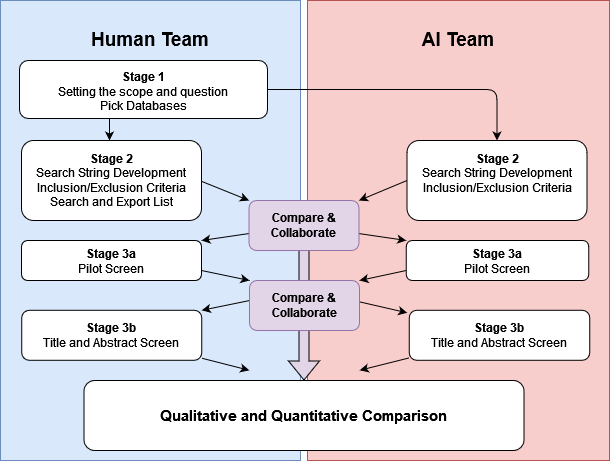 Human Team
AI Team
Stage 1
Setting the scope and question
Pick Databases
Stage 2
Search String Development
Inclusion/Exclusion Criteria
Search and Export List
Stage 2
Search String Development
Inclusion/Exclusion Criteria
Compare &
Collaborate
Stage 3a
Pilot Screen
Stage 3a
Pilot Screen
Compare &
Collaborate
Stage 3b
Title and Abstract Screen
Stage 3b
Title and Abstract Screen
Qualitative and Quantitative Comparison